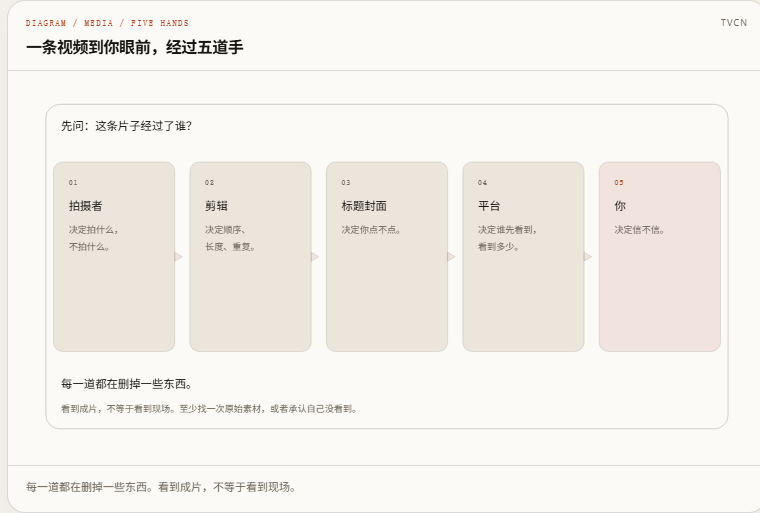 DIAGRAM / MEDIA / FIVE HANDS
TVCN
一条视频到你眼前，经过五道手
先问：这条片子经过了谁？
01
拍摄者
决定拍什么，
不拍什么。
02
剪辑
决定顺序、
长度、重复。
03
标题封面
决定你点不点。
04
平台
决定谁先看到，
看到多少。
05
你
决定信不信。
每一道都在删掉一些东西。
看到成片，不等于看到现场。至少找一次原始素材，或者承认自己没看到。
每一道都在删掉一些东西。看到成片，不等于看到现场。